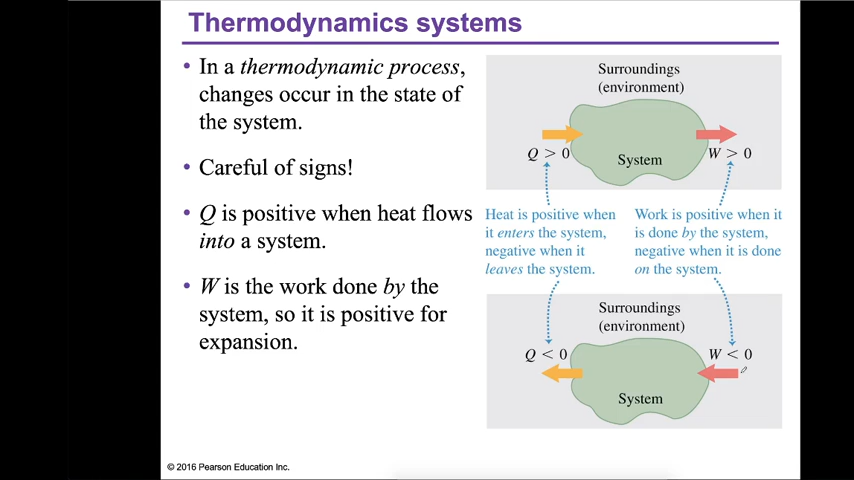 Thermodynamics systems
• In a thermodynamic process,
changes occur in the state of
the system.
• Careful of signs!
• Q is positive when heat flows
into a system.
• W is the work done by the
system, so it is positive for
expansion.
Surroundings
(environment)
Q > 0
System
W > 0
Heat is positive when
it enters the system,
negative when it
leaves the system.
Work is positive when it
is done by the system,
negative when it is done
on the system.
Surroundings
(environment)
Q < 0
W < 0
System
© 2016 Pearson Education Inc.